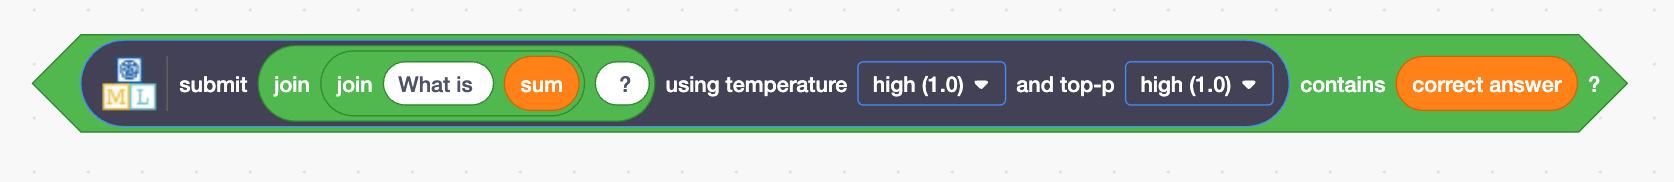 ML submit join join What is sum ? using temperature high (1.0) and top-p high (1.0) contains correct answer ?